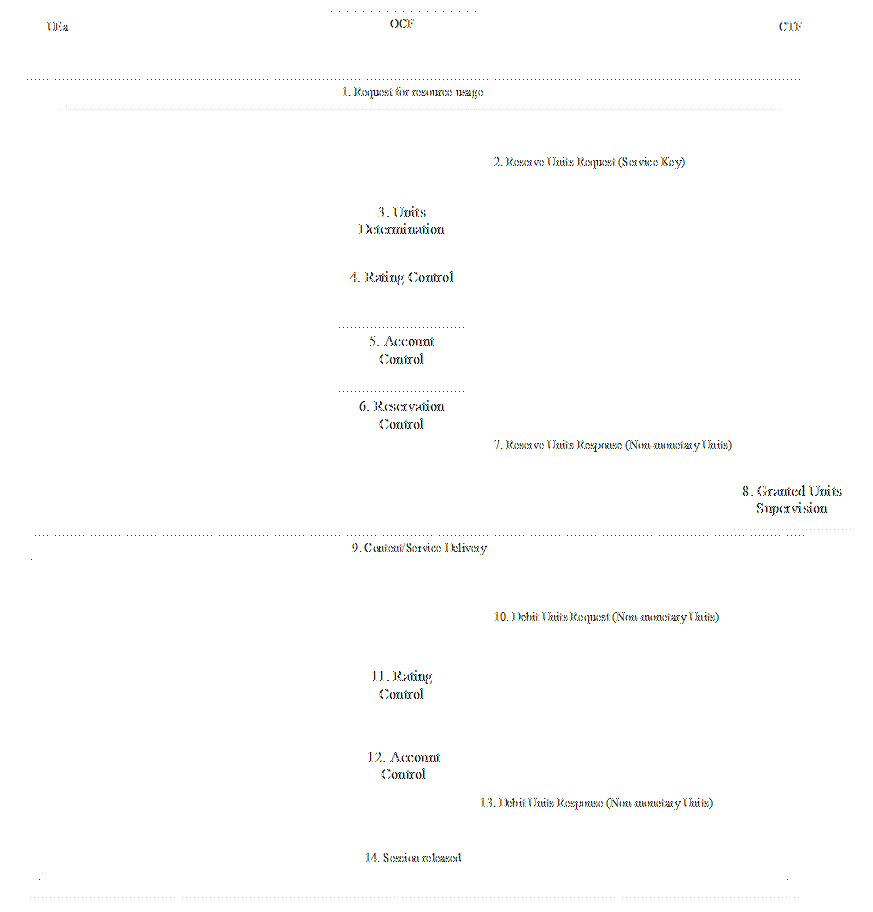 UEa
OCF
CTF
1. Request for resource usage
2. Reserve Units Request (Service Key)
3. Units
Determination
4. Rating Control
5. Account
Control
6. Reservation
Control
7. Reserve Units Response (Non-monetary Units)
8. Granted Units
Supervision
9. Content/Service Delivery
10. Debit Units Request (Non-monetary Units)
11. Rating
Control
12. Account
Control
13. Debit Units Response (Non-monetary Units)
14. Session released